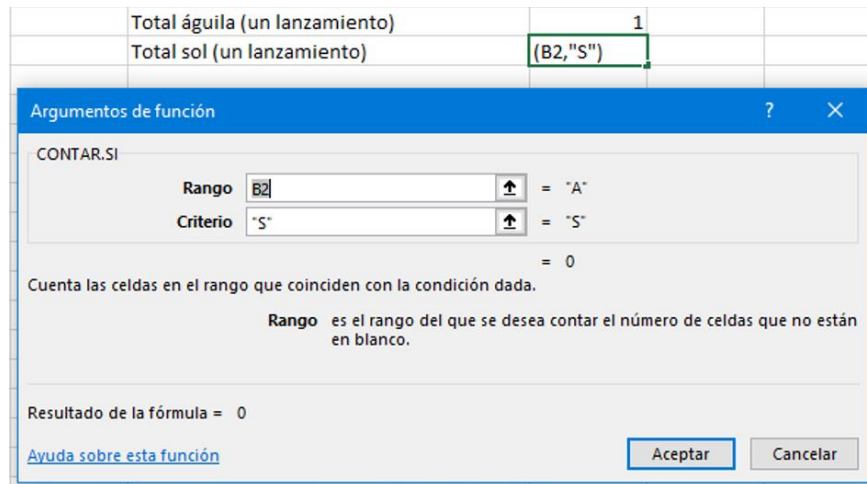 Total águila (un lanzamiento) 1
Total sol (un lanzamiento) (B2,"S")
Argumentos de función ? ×
CONTAR.SI
Rango B2 = "A"
Criterio "S" = "S"
= 0
Cuenta las celdas en el rango que coinciden con la condición dada.
Rango es el rango del que se desea contar el número de celdas que no están
en blanco.
Resultado de la fórmula = 0
Ayuda sobre esta función Aceptar Cancelar